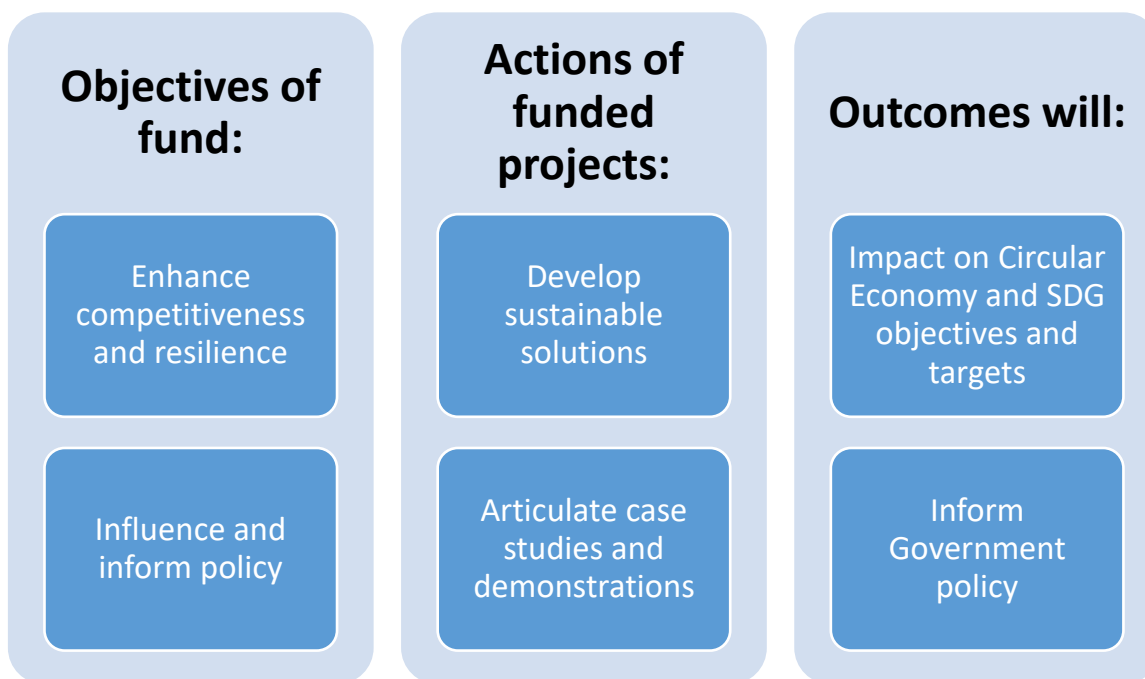 Objectives of
fund:
Enhance
competitiveness
and resilience
Influence and
inform policy
Actions of
funded
projects:
Develop
sustainable
solutions
Articulate case
studies and
demonstrations
Outcomes will:
Impact on Circular
Economy and SDG
objectives and
targets
Inform
Government
policy